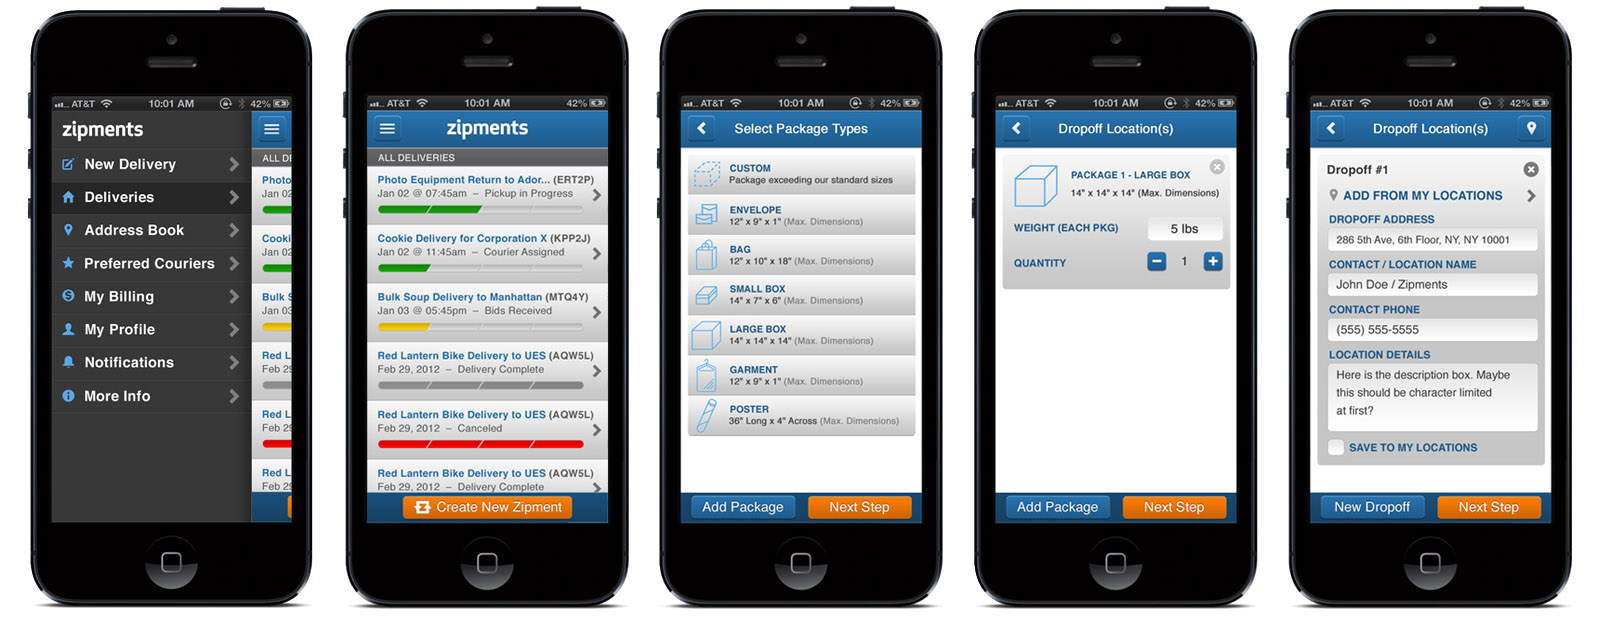 AT&T 10:01 AM 42%
zipments
New Delivery
Deliveries
Address Book
Preferred Couriers
My Billing
My Profile
Notifications
More Info
ALL DE
Photo
Jan 02
Cooki
Jan 02
Bulk S
Jan 03
Red L
Feb 29
Red L
Feb 29
Red L
Feb 29
AT&T 10:01 AM 42%
zipments
ALL DELIVERIES
Photo Equipment Return to Ador... (ERT2P)
Jan 02 @ 07:45am – Pickup in Progress
Cookie Delivery for Corporation X (KPP2J)
Jan 02 @ 11:45am – Courier Assigned
Bulk Soup Delivery to Manhattan (MTQ4Y)
Jan 03 @ 05:45pm – Bids Received
Red Lantern Bike Delivery to UES (AQW5L)
Feb 29, 2012 – Delivery Complete
Red Lantern Bike Delivery to UES (AQW5L)
Feb 29, 2012 – Canceled
Red Lantern Bike Delivery to UES (AQW5L)
Feb 29, 2012 – Delivery Complete
Create New Zipment
AT&T 10:01 AM 42%
Select Package Types
CUSTOM
Package exceeding our standard sizes
ENVELOPE
12" x 9" x 1" (Max. Dimensions)
BAG
12" x 10" x 18" (Max. Dimensions)
SMALL BOX
14" x 7" x 6" (Max. Dimensions)
LARGE BOX
14" x 14" x 14" (Max. Dimensions)
GARMENT
12" x 9" x 1" (Max. Dimensions)
POSTER
36" Long x 4" Across (Max. Dimensions)
Add Package
Next Step
AT&T 10:01 AM 42%
Dropoff Location(s)
PACKAGE 1 - LARGE BOX
14" x 14" x 14" (Max. Dimensions)
WEIGHT (EACH PKG) 5 lbs
QUANTITY 1
Add Package
Next Step
AT&T 10:01 AM 42%
Dropoff Location(s)
Dropoff #1
ADD FROM MY LOCATIONS
DROPOFF ADDRESS
286 5th Ave, 6th Floor, NY, NY 10001
CONTACT / LOCATION NAME
John Doe / Zipments
CONTACT PHONE
(555) 555-5555
LOCATION DETAILS
Here is the description box. Maybe
this should be character limited
at first?
SAVE TO MY LOCATIONS
New Dropoff
Next Step